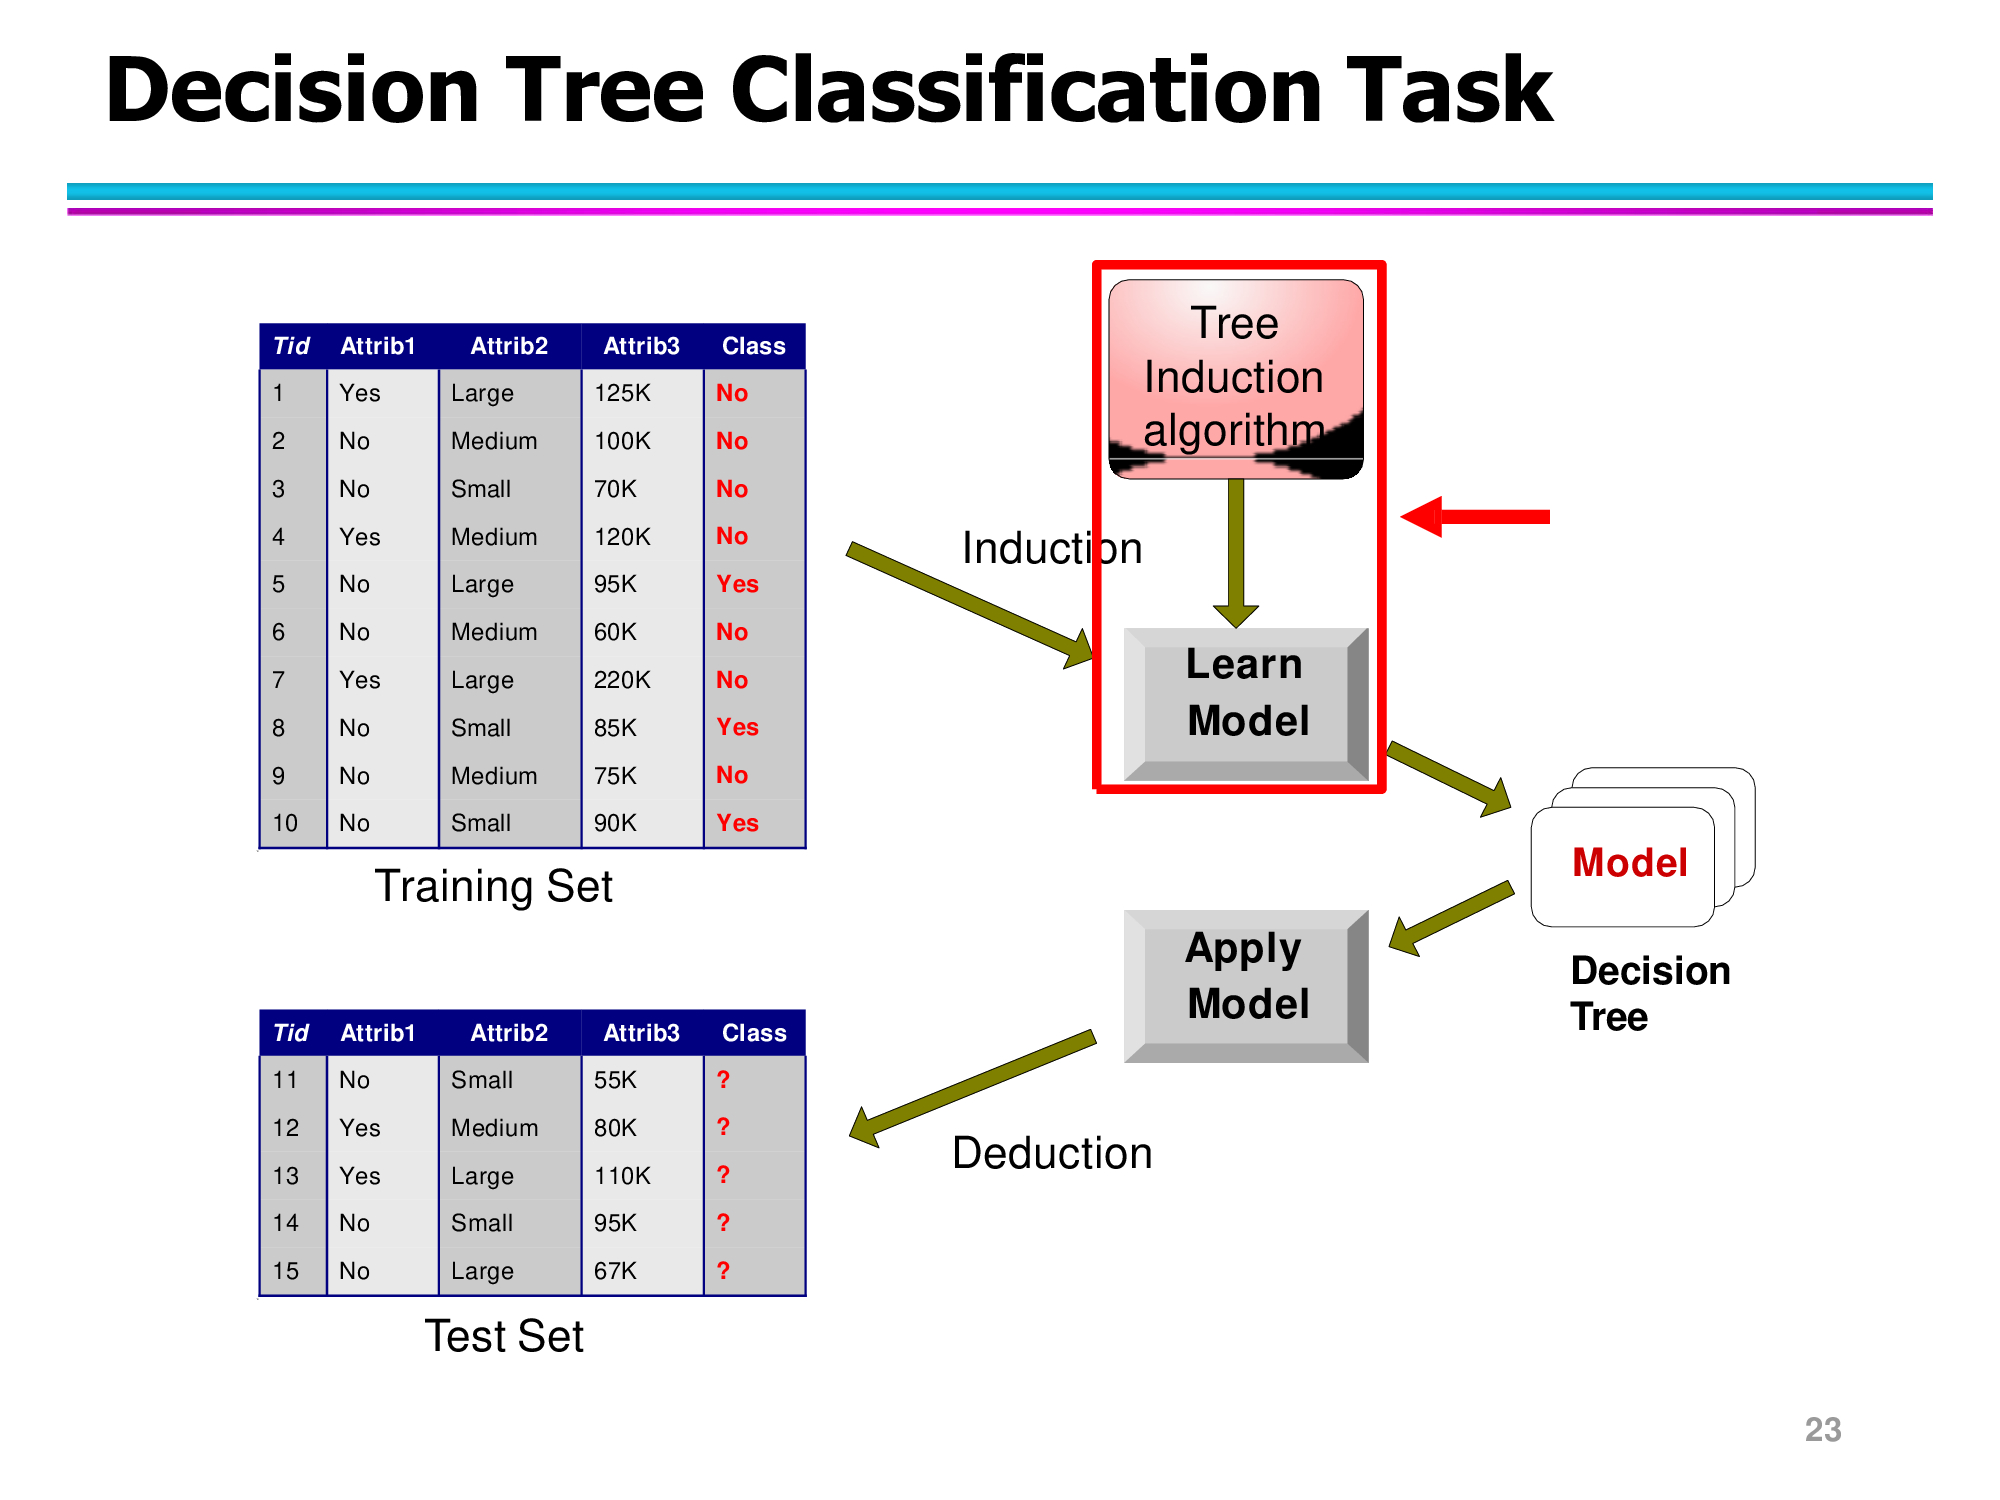 Decision Tree Classification Task
Tid Attrib1 Attrib2 Attrib3 Class
1 Yes Large 125K No
2 No Medium 100K No
3 No Small 70K No
4 Yes Medium 120K No
5 No Large 95K Yes
6 No Medium 60K No
7 Yes Large 220K No
8 No Small 85K Yes
9 No Medium 75K No
10 No Small 90K Yes
Training Set
Tree
Induction
algorithm
Induction
Learn
Model
Model
Decision
Tree
Apply
Model
Deduction
Tid Attrib1 Attrib2 Attrib3 Class
11 No Small 55K ?
12 Yes Medium 80K ?
13 Yes Large 110K ?
14 No Small 95K ?
15 No Large 67K ?
Test Set
23